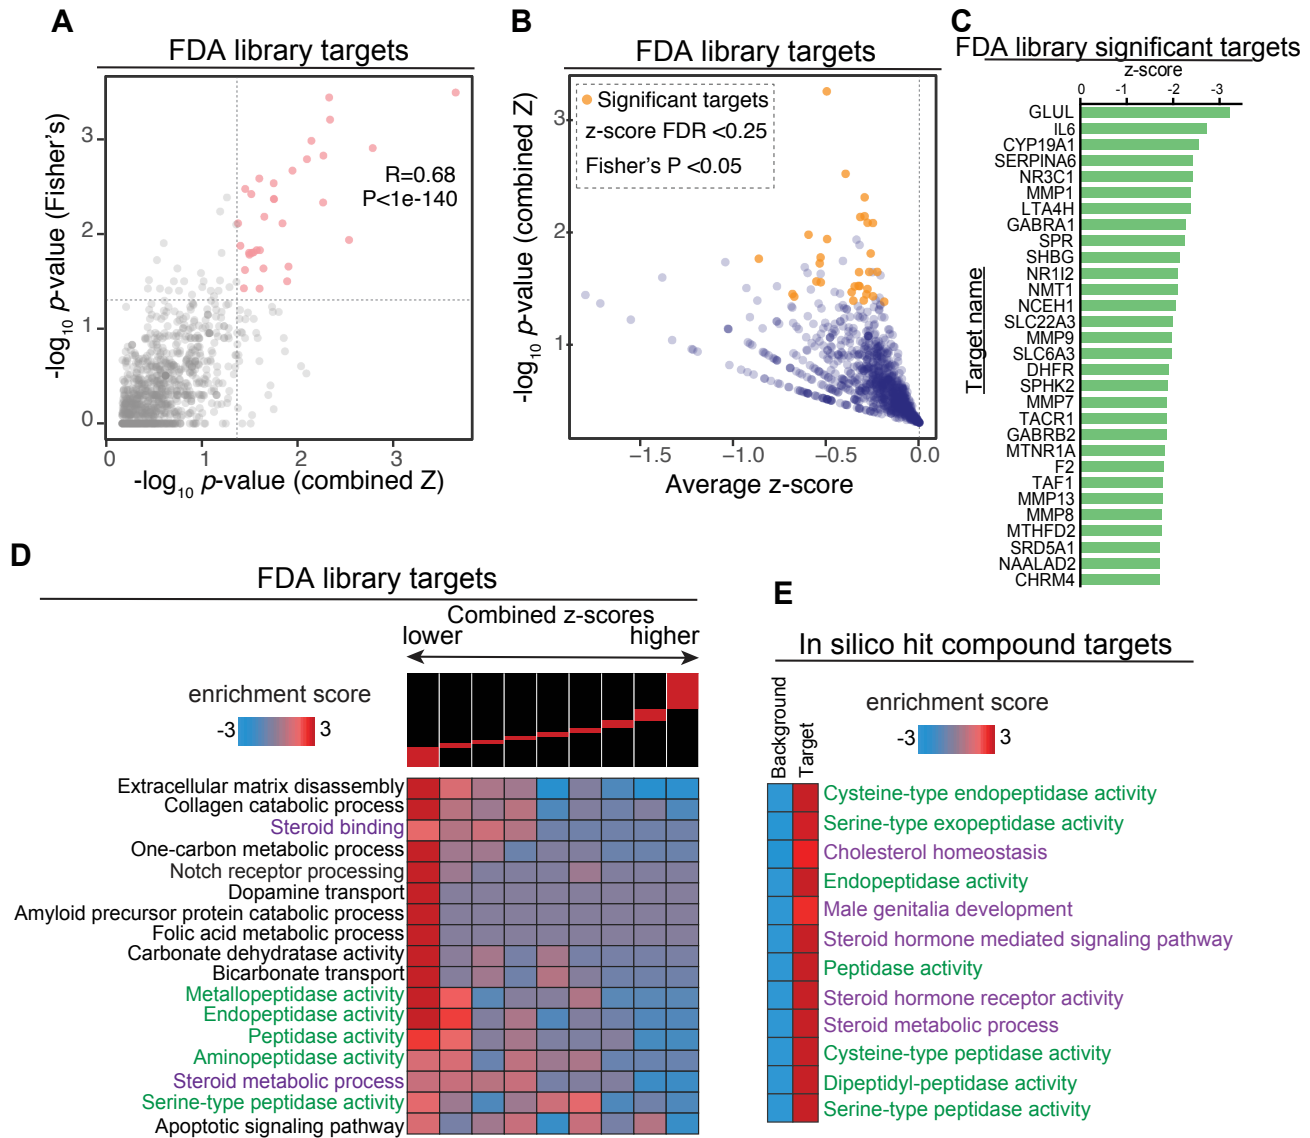 A
FDA library targets
-log10 p-value (Fisher's)
3
2
1
0
R=0.68
P<1e-140
0
1
2
3
-log10 p-value (combined Z)
B
FDA library targets
-log10 p-value (combined Z)
3
2
1
Significant targets
z-score FDR <0.25
Fisher's P <0.05
−1.5
−1.0
−0.5
0.0
Average z-score
C
FDA library significant targets
z-score
0
-1
-2
-3
Target name
GLUL
IL6
CYP19A1
SERPINA6
NR3C1
MMP1
LTA4H
GABRA1
SPR
SHBG
NR1I2
NMT1
NCEH1
SLC22A3
MMP9
SLC6A3
DHFR
SPHK2
MMP7
TACR1
GABRB2
MTNR1A
F2
TAF1
MMP13
MMP8
MTHFD2
SRD5A1
NAALAD2
CHRM4
D
FDA library targets
Combined z-scores
lower
higher
enrichment score
-3
3
Extracellular matrix disassembly
Collagen catabolic process
Steroid binding
One-carbon metabolic process
Notch receptor processing
Dopamine transport
Amyloid precursor protein catabolic process
Folic acid metabolic process
Carbonate dehydratase activity
Bicarbonate transport
Metallopeptidase activity
Endopeptidase activity
Peptidase activity
Aminopeptidase activity
Steroid metabolic process
Serine-type peptidase activity
Apoptotic signaling pathway
E
In silico hit compound targets
Background
Target
enrichment score
-3
3
Cysteine-type endopeptidase activity
Serine-type exopeptidase activity
Cholesterol homeostasis
Endopeptidase activity
Male genitalia development
Steroid hormone mediated signaling pathway
Peptidase activity
Steroid hormone receptor activity
Steroid metabolic process
Cysteine-type peptidase activity
Dipeptidyl-peptidase activity
Serine-type peptidase activity